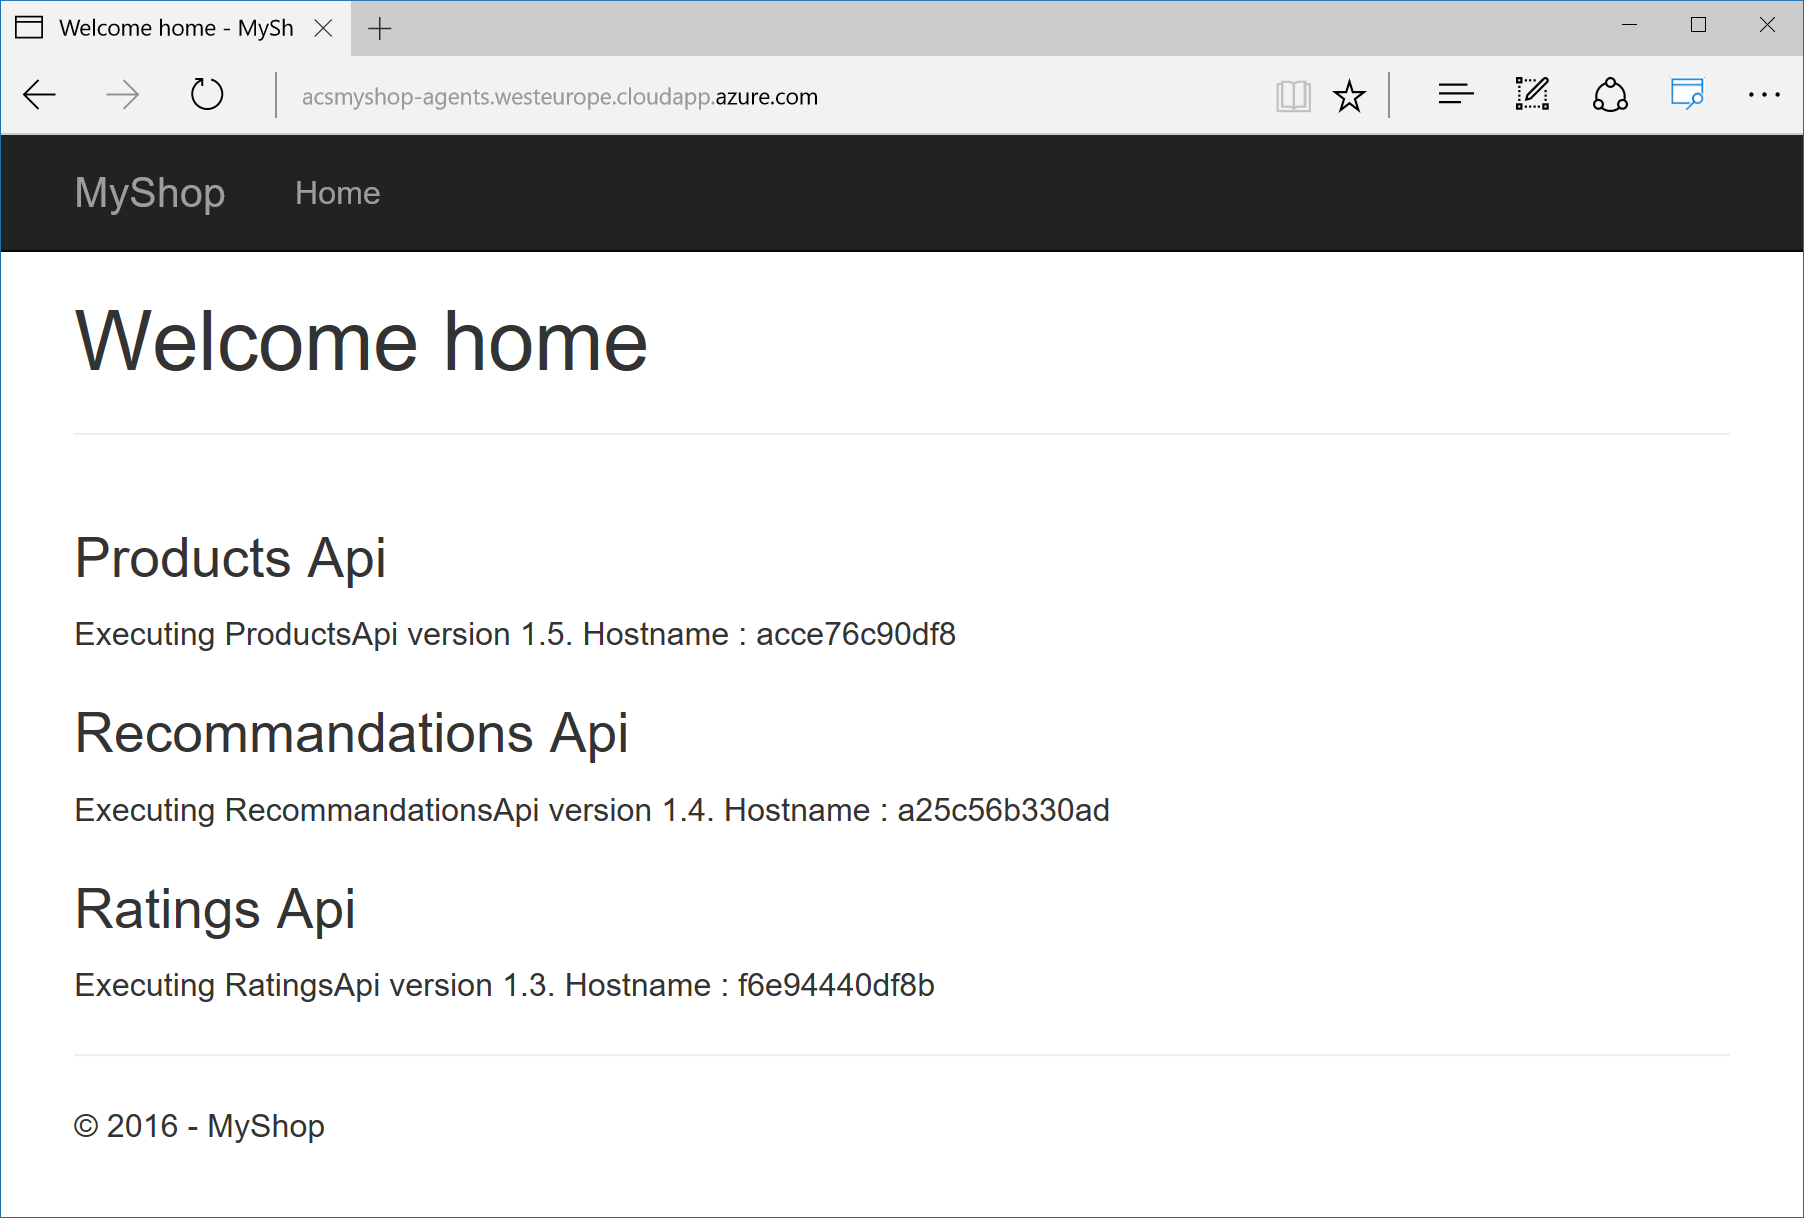 Welcome home - MySh
acsmyshop-agents.westeurope.cloudapp.azure.com
MyShop Home
Welcome home
Products Api
Executing ProductsApi version 1.5. Hostname : acce76c90df8
Recommandations Api
Executing RecommandationsApi version 1.4. Hostname : a25c56b330ad
Ratings Api
Executing RatingsApi version 1.3. Hostname : f6e94440df8b
© 2016 - MyShop